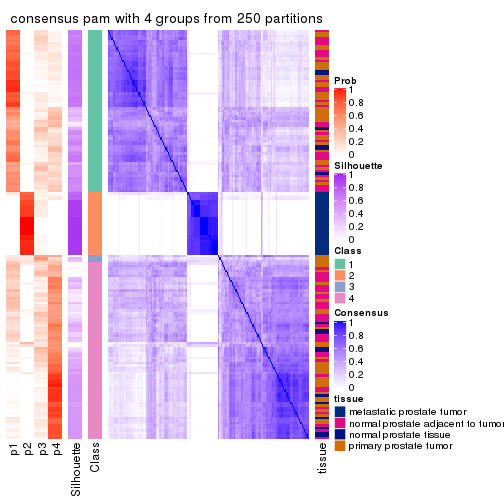 consensus pam with 4 groups from 250 partitions
Prob
1
0.8
0.6
0.4
0.2
0
Silhouette
1
0.8
0.6
0.4
0.2
0
Class
1
2
3
4
Consensus
1
0.8
0.6
0.4
0.2
0
tissue
metastatic prostate tumor
normal prostate adjacent to tumor
normal prostate tissue
primary prostate tumor
p1
p2
p3
p4
Silhouette
Class
tissue